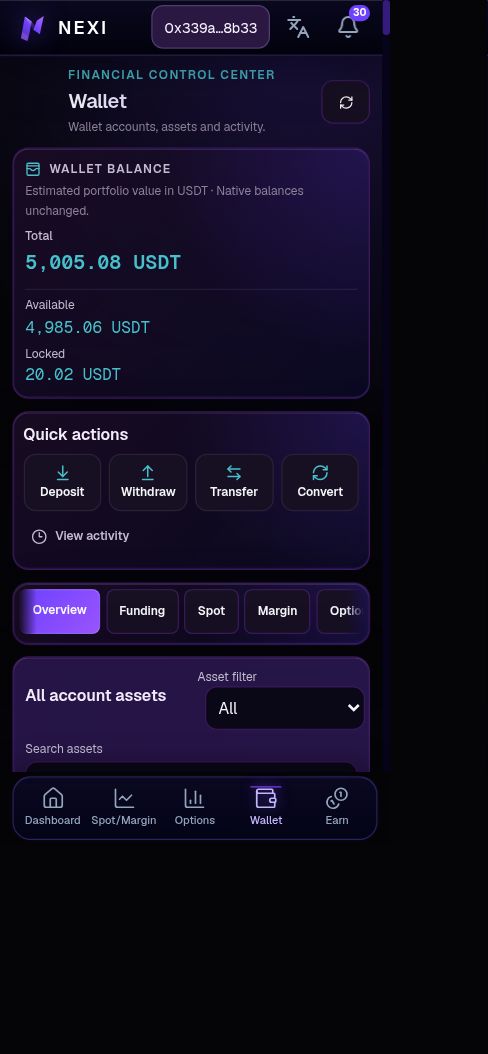 NEXI
0x339a…8b33
30
FINANCIAL CONTROL CENTER
Wallet
Wallet accounts, assets and activity.
WALLET BALANCE
Estimated portfolio value in USDT · Native balances
unchanged.
Total
5,005.08 USDT
Available
4,985.06 USDT
Locked
20.02 USDT
Quick actions
Deposit Withdraw Transfer Convert
View activity
Overview Funding Spot Margin Optio
Asset filter
All account assets
All
Search assets
Dashboard Spot/Margin Options Wallet Earn